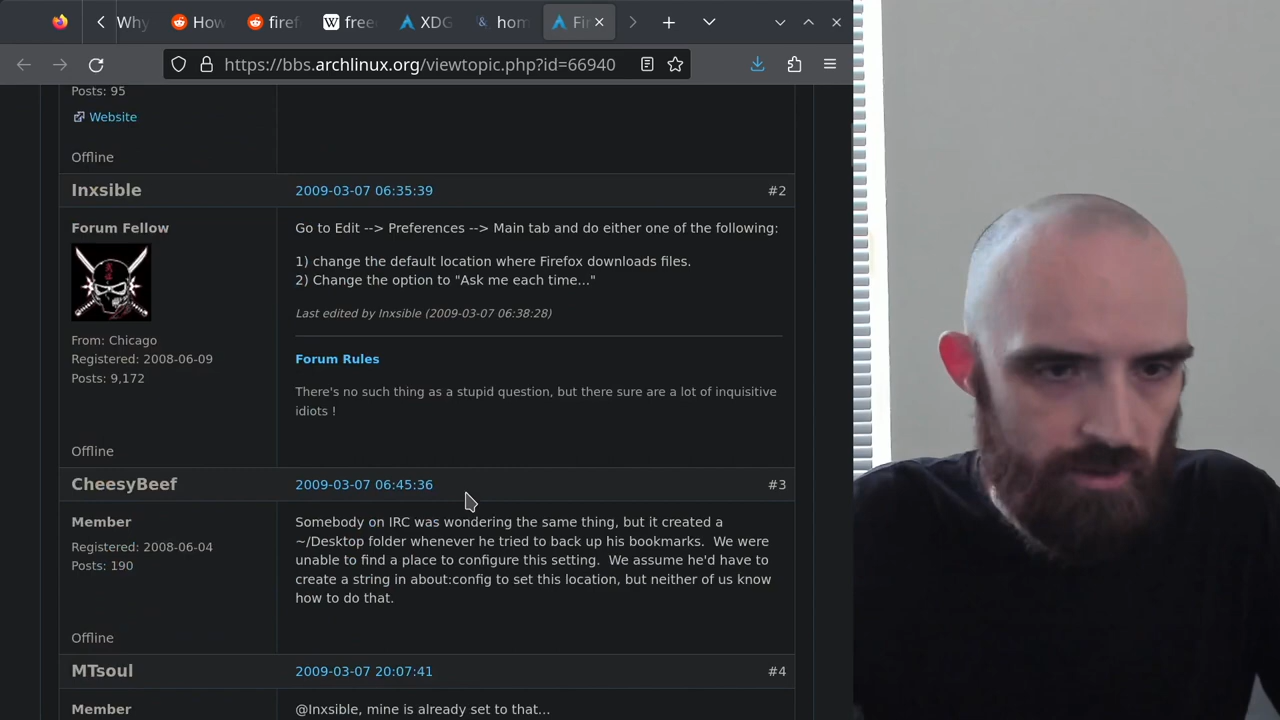 Why
How
firef
free
XDG
hom
Fir
https://bbs.archlinux.org/viewtopic.php?id=66940
Posts: 95
Website
Offline
Inxsible
2009-03-07 06:35:39
#2
Forum Fellow
Go to Edit --> Preferences --> Main tab and do either one of the following:
1) change the default location where Firefox downloads files.
2) Change the option to "Ask me each time..."
Last edited by Inxsible (2009-03-07 06:38:28)
From: Chicago
Registered: 2008-06-09
Posts: 9,172
Forum Rules
There's no such thing as a stupid question, but there sure are a lot of inquisitive
idiots !
Offline
CheesyBeef
2009-03-07 06:45:36
#3
Member
Registered: 2008-06-04
Posts: 190
Somebody on IRC was wondering the same thing, but it created a
~/Desktop folder whenever he tried to back up his bookmarks. We were
unable to find a place to configure this setting. We assume he'd have to
create a string in about:config to set this location, but neither of us know
how to do that.
Offline
MTsoul
2009-03-07 20:07:41
#4
Member
@Inxsible, mine is already set to that...